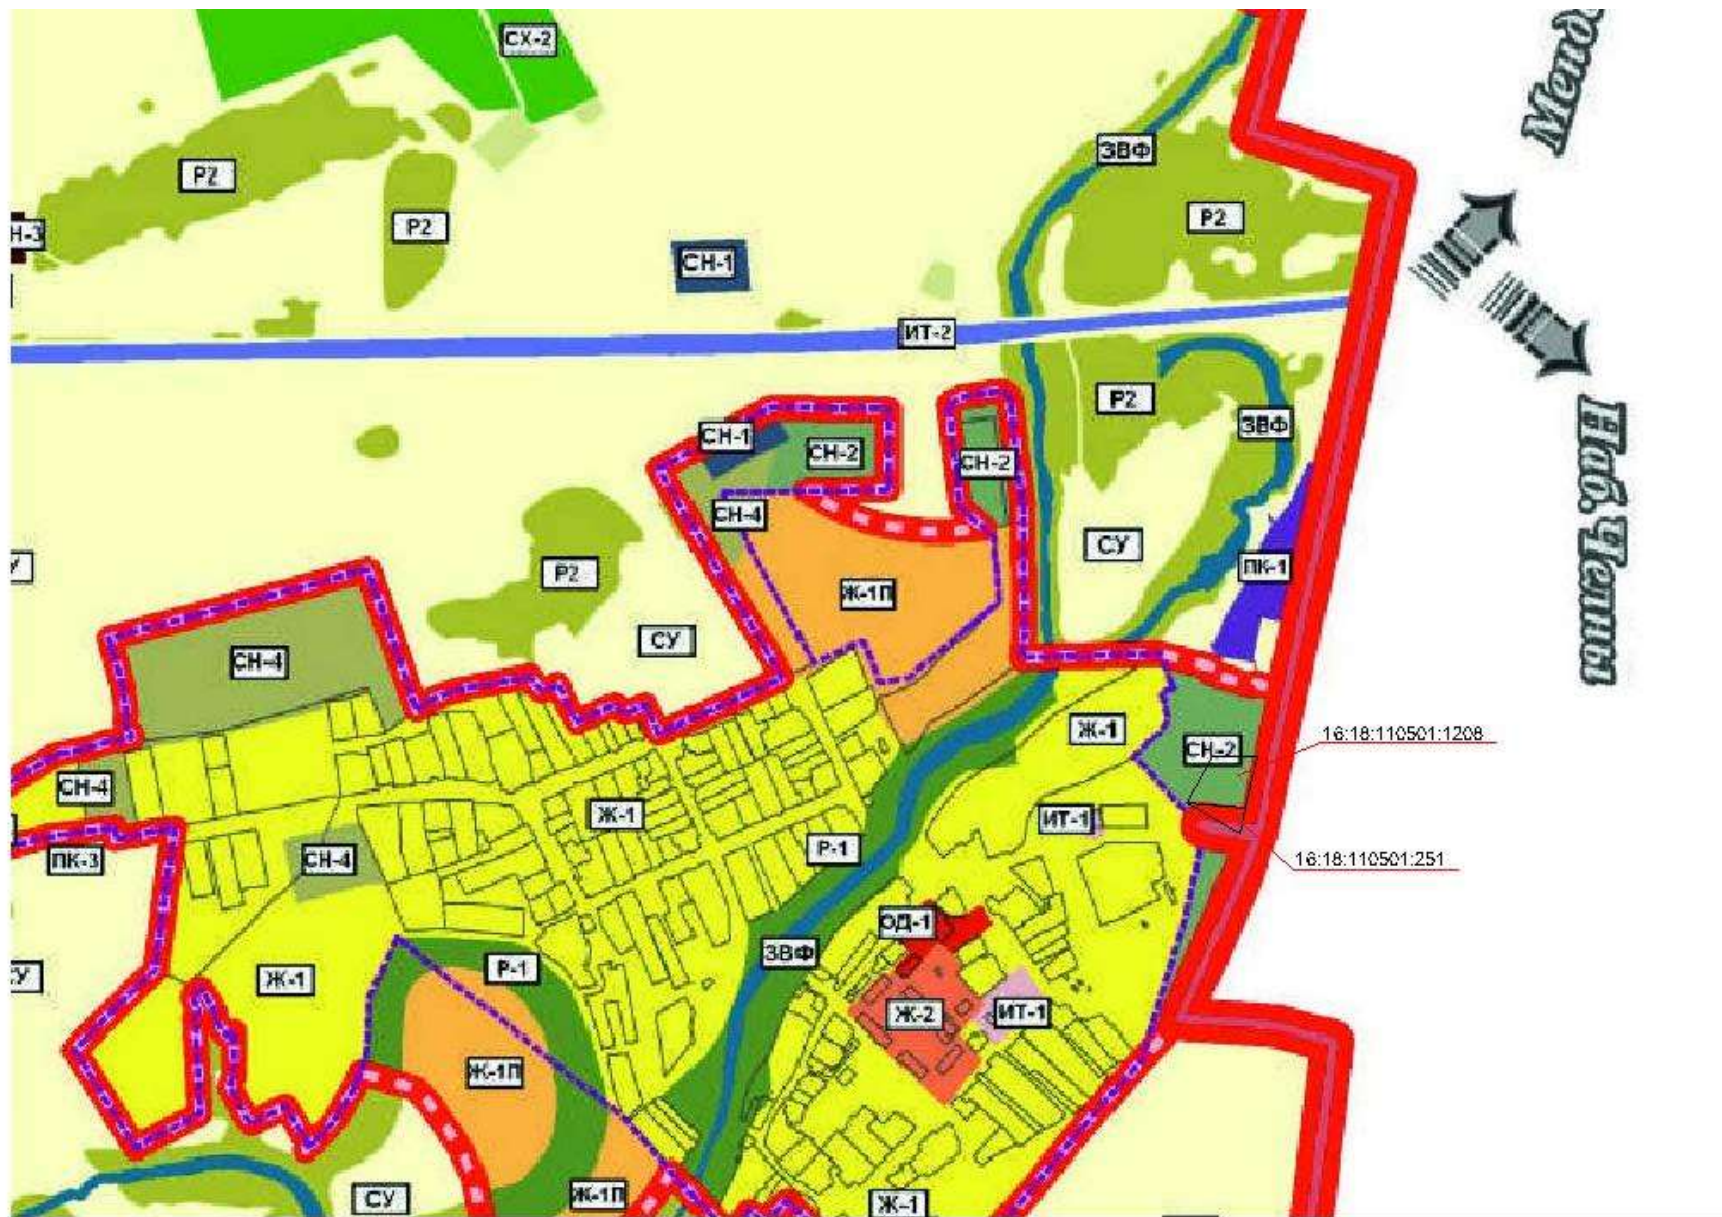 СХ-2
ЗВФ
Р2
Н-3
Р2
Р2
СН-1
ИТ-2
Р2
ЗВФ
СН-1
СН-2
СН-2
СН-4
СУ
ПК-1
Р2
Ж-1П
СУ
СН-4
Ж-1
16:18:110501:1208
СН-2
СН-4
Ж-1
ИТ-1
Р-1
ПК-3
СН-4
16:18:110501:251
ОД-1
ЗВФ
Р-1
Ж-1
Ж-2
ИТ-1
Ж-1П
СУ
Ж-1П
Ж-1
Наб.Челны